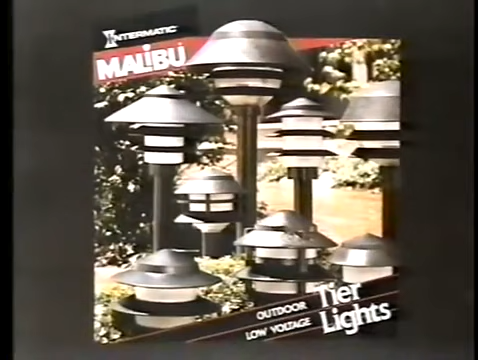 INTERMATIC
MALIBU
OUTDOOR
LOW VOLTAGE
Tier
Lights